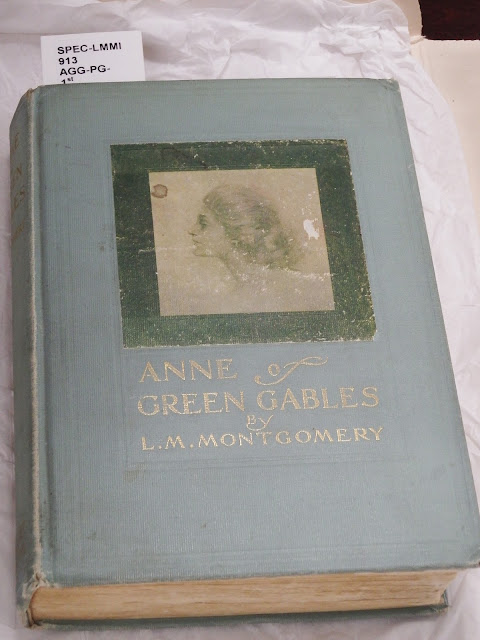 SPEC-LMMI
913
AGG-PG-
1st
ANNE of
GREEN GABLES
By
L.M. MONTGOMERY